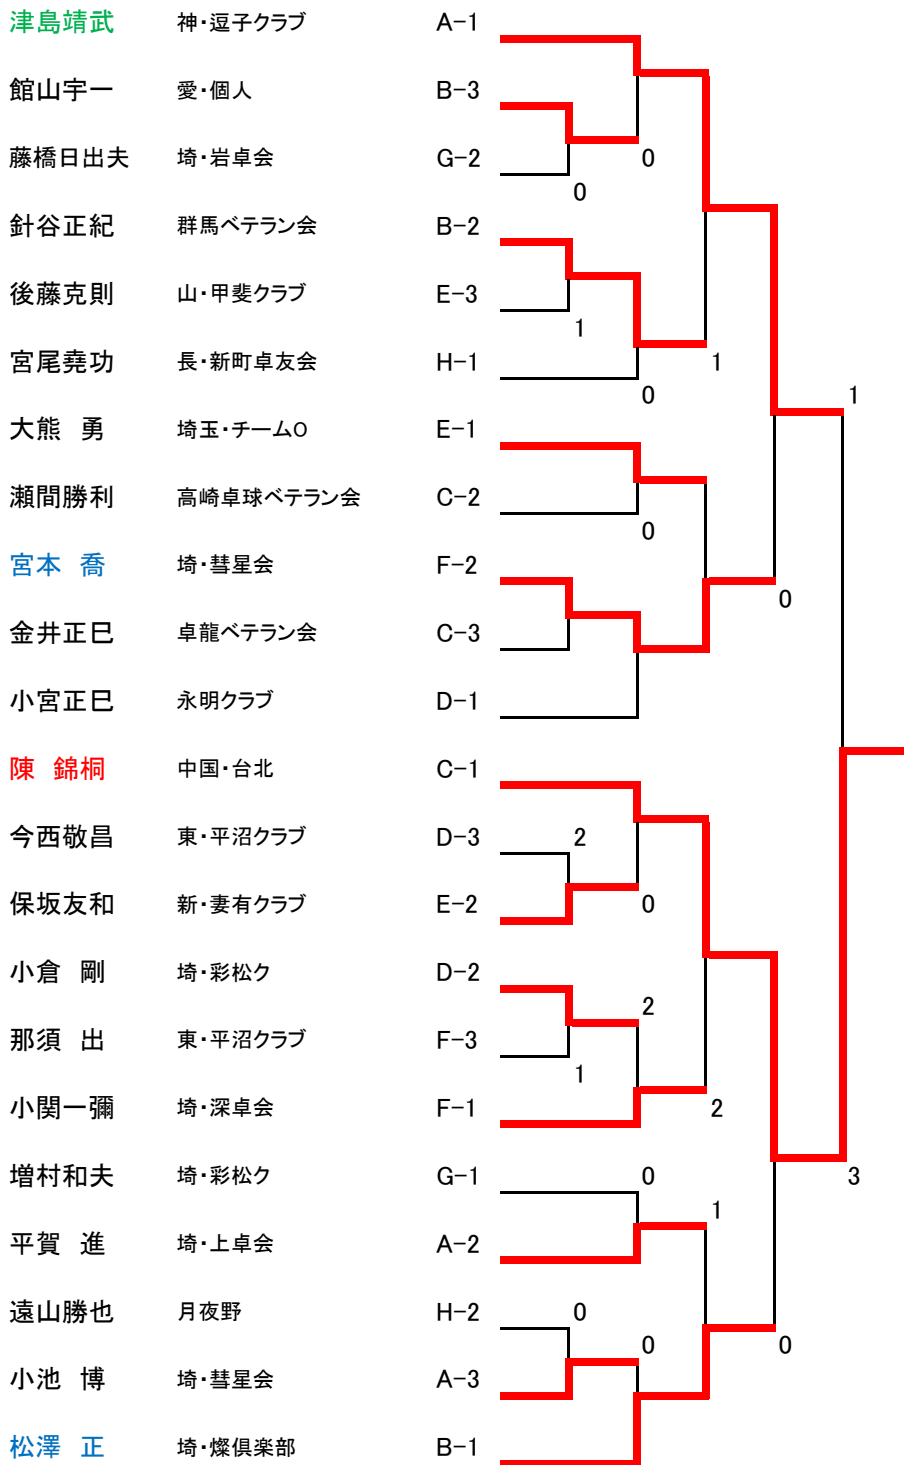 津島靖武 神・逗子クラブ A-1
館山宇一 愛・個人 B-3
藤橋日出夫 埼・岩卓会 G-2 0
0
針谷正紀 群馬ベテラン会 B-2
後藤克則 山・甲斐クラブ E-3
1
宮尾堯功 長・新町卓友会 H-1 1
0 1
大熊 勇 埼玉・チームO E-1
瀬間勝利 高崎卓球ベテラン会 C-2
0
宮本 喬 埼・彗星会 F-2
0
金井正巳 卓龍ベテラン会 C-3
小宮正巳 永明クラブ D-1
陳 錦桐 中国・台北 C-1
今西敬昌 東・平沼クラブ D-3 2
保坂友和 新・妻有クラブ E-2 0
小倉 剛 埼・彩松ク D-2
2
那須 出 東・平沼クラブ F-3
1
小関一彌 埼・深卓会 F-1 2
増村和夫 埼・彩松ク G-1 0 3
1
平賀 進 埼・上卓会 A-2
遠山勝也 月夜野 H-2 0
0 0
小池 博 埼・彗星会 A-3
松澤 正 埼・燦倶楽部 B-1